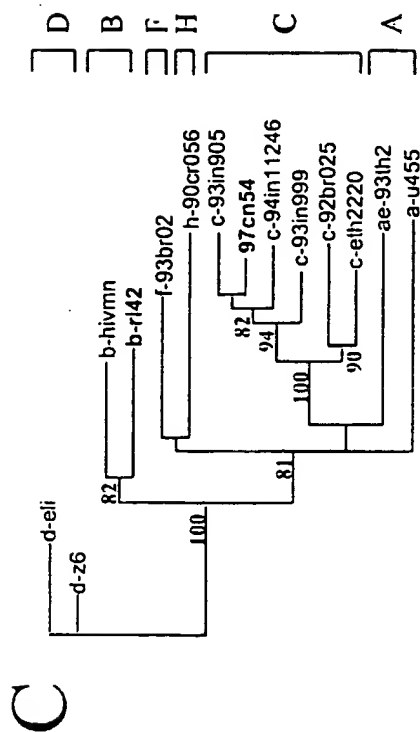 C
d-eli
d-z6
100
82
b-hivmn
b-rl42
81
f-93br02
h-90cr056
100
94
82
c-93in905
97cn54
c-94in11246
c-93in999
90
c-92br025
c-eth2220
ae-93th2
a-u455
D
B
F
H
C
A